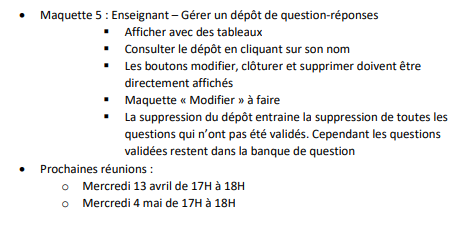 • Maquette 5 : Enseignant – Gérer un dépôt de question-réponses
▪ Afficher avec des tableaux
▪ Consulter le dépôt en cliquant sur son nom
▪ Les boutons modifier, clôturer et supprimer doivent être
directement affichés
▪ Maquette « Modifier » à faire
▪ La suppression du dépôt entraine la suppression de toutes les
questions qui n’ont pas été validés. Cependant les questions
validées restent dans la banque de question
• Prochaines réunions :
o Mercredi 13 avril de 17H à 18H
o Mercredi 4 mai de 17H à 18H